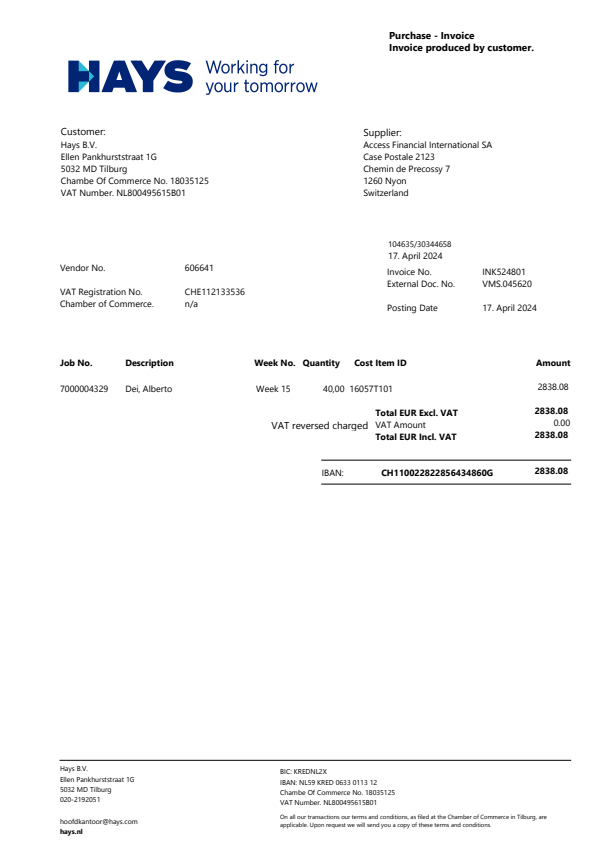 Purchase - Invoice
Invoice produced by customer.
HAYS Working for
your tomorrow
Customer:
Hays B.V.
Ellen Pankhurststraat 1G
5032 MD Tilburg
Chambe Of Commerce No. 18035125
VAT Number. NL800495615B01
Supplier:
Access Financial International SA
Case Postale 2123
Chemin de Precossy 7
1260 Nyon
Switzerland
104635/30344658
17. April 2024
Vendor No. 606641
VAT Registration No. CHE112133536
Chamber of Commerce. n/a
Invoice No. INK524801
External Doc. No. VMS.045620
Posting Date 17. April 2024
Job No. Description Week No. Quantity Cost Item ID Amount
7000004329 Dei, Alberto Week 15 40,00 16057T101 2838.08
Total EUR Excl. VAT 2838.08
VAT reversed charged VAT Amount 0.00
Total EUR Incl. VAT 2838.08
IBAN: CH110022822856434860G 2838.08
Hays B.V.
Ellen Pankhurststraat 1G
5032 MD Tilburg
020-2192051
hoofdkantoor@hays.com
hays.nl
BIC: KREDNL2X
IBAN: NL59 KRED 0633 0113 12
Chambe Of Commerce No. 18035125
VAT Number. NL800495615B01
On all our transactions our terms and conditions, as filed at the Chamber of Commerce in Tilburg, are
applicable. Upon request we will send you a copy of these terms and conditions.